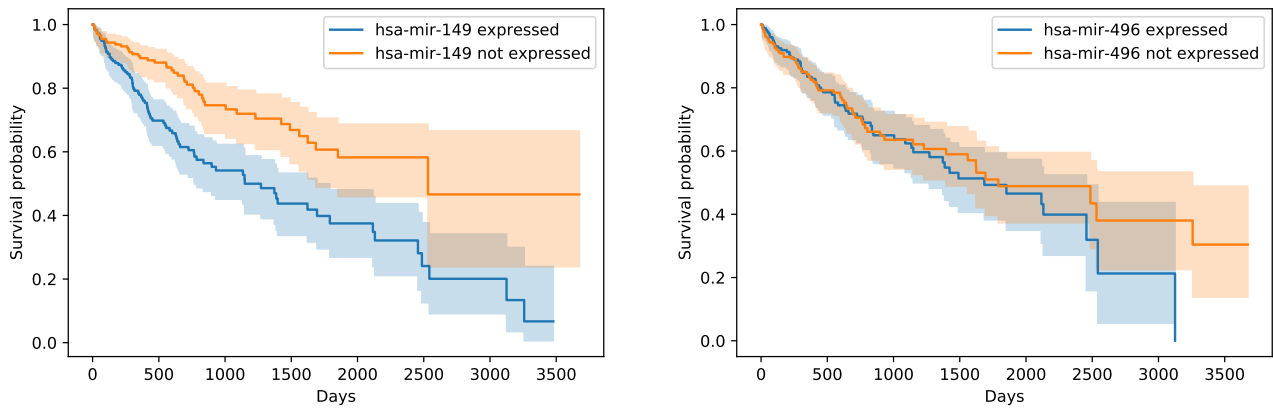 hsa-mir-149 expressed
hsa-mir-149 not expressed
Survival probability
1.0
0.8
0.6
0.4
0.2
0.0
0 500 1000 1500 2000 2500 3000 3500
Days
hsa-mir-496 expressed
hsa-mir-496 not expressed
Survival probability
1.0
0.8
0.6
0.4
0.2
0.0
0 500 1000 1500 2000 2500 3000 3500
Days